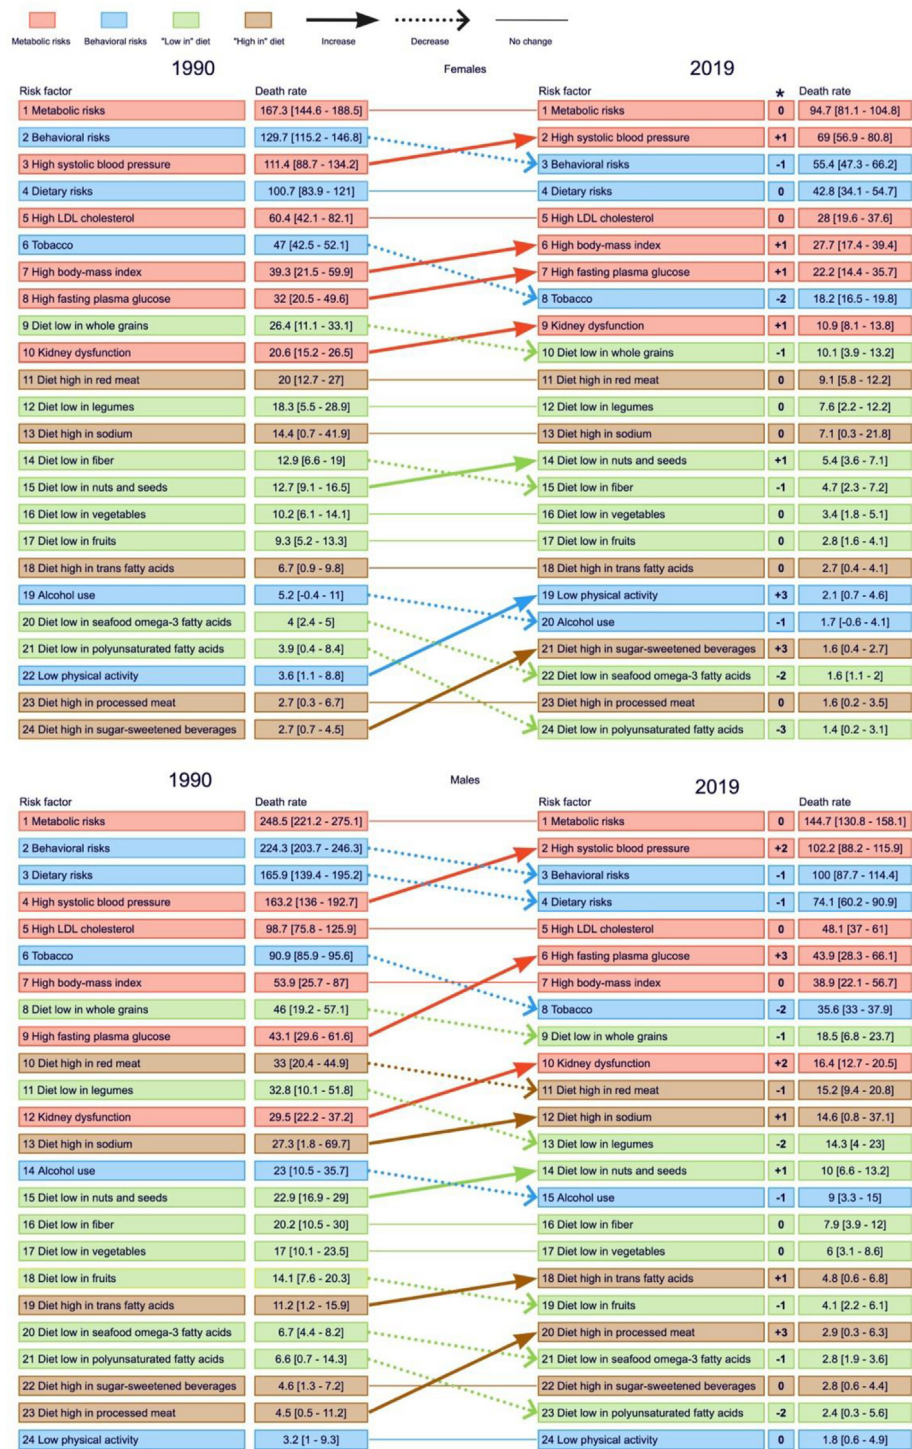 Metabolic risks Behavioral risks "Low in" diet "High in" diet Increase Decrease No change
1990 Females 2019
Risk factor Death rate Risk factor * Death rate
1 Metabolic risks 167.3 [144.6 - 188.5] 1 Metabolic risks 0 94.7 [81.1 - 104.8]
2 Behavioral risks 129.7 [115.2 - 146.8] 2 High systolic blood pressure +1 69 [56.9 - 80.8]
3 High systolic blood pressure 111.4 [88.7 - 134.2] 3 Behavioral risks -1 55.4 [47.3 - 66.2]
4 Dietary risks 100.7 [83.9 - 121] 4 Dietary risks 0 42.8 [34.1 - 54.7]
5 High LDL cholesterol 60.4 [42.1 - 82.1] 5 High LDL cholesterol 0 28 [19.6 - 37.6]
6 Tobacco 47 [42.5 - 52.1] 6 High body-mass index +1 27.7 [17.4 - 39.4]
7 High body-mass index 39.3 [21.5 - 59.9] 7 High fasting plasma glucose +1 22.2 [14.4 - 35.7]
8 High fasting plasma glucose 32 [20.5 - 49.6] 8 Tobacco -2 18.2 [16.5 - 19.8]
9 Diet low in whole grains 26.4 [11.1 - 33.1] 9 Kidney dysfunction +1 10.9 [8.1 - 13.8]
10 Kidney dysfunction 20.6 [15.2 - 26.5] 10 Diet low in whole grains -1 10.1 [3.9 - 13.2]
11 Diet high in red meat 20 [12.7 - 27] 11 Diet high in red meat 0 9.1 [5.8 - 12.2]
12 Diet low in legumes 18.3 [5.5 - 28.9] 12 Diet low in legumes 0 7.6 [2.2 - 12.2]
13 Diet high in sodium 14.4 [0.7 - 41.9] 13 Diet high in sodium 0 7.1 [0.3 - 21.8]
14 Diet low in fiber 12.9 [6.6 - 19] 14 Diet low in nuts and seeds +1 5.4 [3.6 - 7.1]
15 Diet low in nuts and seeds 12.7 [9.1 - 16.5] 15 Diet low in fiber -1 4.7 [2.3 - 7.2]
16 Diet low in vegetables 10.2 [6.1 - 14.1] 16 Diet low in vegetables 0 3.4 [1.8 - 5.1]
17 Diet low in fruits 9.3 [5.2 - 13.3] 17 Diet low in fruits 0 2.8 [1.6 - 4.1]
18 Diet high in trans fatty acids 6.7 [0.9 - 9.8] 18 Diet high in trans fatty acids 0 2.7 [0.4 - 4.1]
19 Alcohol use 5.2 [-0.4 - 11] 19 Low physical activity +3 2.1 [0.7 - 4.6]
20 Diet low in seafood omega-3 fatty acids 4 [2.4 - 5] 20 Alcohol use -1 1.7 [-0.6 - 4.1]
21 Diet low in polyunsaturated fatty acids 3.9 [0.4 - 8.4] 21 Diet high in sugar-sweetened beverages +3 1.6 [0.4 - 2.7]
22 Low physical activity 3.6 [1.1 - 8.8] 22 Diet low in seafood omega-3 fatty acids -2 1.6 [1.1 - 2]
23 Diet high in processed meat 2.7 [0.3 - 6.7] 23 Diet high in processed meat 0 1.6 [0.2 - 3.5]
24 Diet high in sugar-sweetened beverages 2.7 [0.7 - 4.5] 24 Diet low in polyunsaturated fatty acids -3 1.4 [0.2 - 3.1]
1990 Males 2019
Risk factor Death rate Risk factor Death rate
1 Metabolic risks 248.5 [221.2 - 275.1] 1 Metabolic risks 0 144.7 [130.8 - 158.1]
2 Behavioral risks 224.3 [203.7 - 246.3] 2 High systolic blood pressure +2 102.2 [88.2 - 115.9]
3 Dietary risks 165.9 [139.4 - 195.2] 3 Behavioral risks -1 100 [87.7 - 114.4]
4 High systolic blood pressure 163.2 [136 - 192.7] 4 Dietary risks -1 74.1 [60.2 - 90.9]
5 High LDL cholesterol 98.7 [75.8 - 125.9] 5 High LDL cholesterol 0 48.1 [37 - 61]
6 Tobacco 90.9 [85.9 - 95.6] 6 High fasting plasma glucose +3 43.9 [28.3 - 66.1]
7 High body-mass index 53.9 [25.7 - 87] 7 High body-mass index 0 38.9 [22.1 - 56.7]
8 Diet low in whole grains 46 [19.2 - 57.1] 8 Tobacco -2 35.6 [33 - 37.9]
9 High fasting plasma glucose 43.1 [29.6 - 61.6] 9 Diet low in whole grains -1 18.5 [6.8 - 23.7]
10 Diet high in red meat 33 [20.4 - 44.9] 10 Kidney dysfunction +2 16.4 [12.7 - 20.5]
11 Diet low in legumes 32.8 [10.1 - 51.8] 11 Diet high in red meat -1 15.2 [9.4 - 20.8]
12 Kidney dysfunction 29.5 [22.2 - 37.2] 12 Diet high in sodium +1 14.6 [0.8 - 37.1]
13 Diet high in sodium 27.3 [1.8 - 69.7] 13 Diet low in legumes -2 14.3 [4 - 23]
14 Alcohol use 23 [10.5 - 35.7] 14 Diet low in nuts and seeds +1 10 [6.6 - 13.2]
15 Diet low in nuts and seeds 22.9 [16.9 - 29] 15 Alcohol use -1 9 [3.3 - 15]
16 Diet low in fiber 20.2 [10.5 - 30] 16 Diet low in fiber 0 7.9 [3.9 - 12]
17 Diet low in vegetables 17 [10.1 - 23.5] 17 Diet low in vegetables 0 6 [3.1 - 8.6]
18 Diet low in fruits 14.1 [7.6 - 20.3] 18 Diet high in trans fatty acids +1 4.8 [0.6 - 6.8]
19 Diet high in trans fatty acids 11.2 [1.2 - 15.9] 19 Diet low in fruits -1 4.1 [2.2 - 6.1]
20 Diet low in seafood omega-3 fatty acids 6.7 [4.4 - 8.2] 20 Diet high in processed meat +3 2.9 [0.3 - 6.3]
21 Diet low in polyunsaturated fatty acids 6.6 [0.7 - 14.3] 21 Diet low in seafood omega-3 fatty acids -1 2.8 [1.9 - 3.6]
22 Diet high in sugar-sweetened beverages 4.6 [1.3 - 7.2] 22 Diet high in sugar-sweetened beverages 0 2.8 [0.6 - 4.4]
23 Diet high in processed meat 4.5 [0.5 - 11.2] 23 Diet low in polyunsaturated fatty acids -2 2.4 [0.3 - 5.6]
24 Low physical activity 3.2 [1 - 9.3] 24 Low physical activity 0 1.8 [0.6 - 4.9]